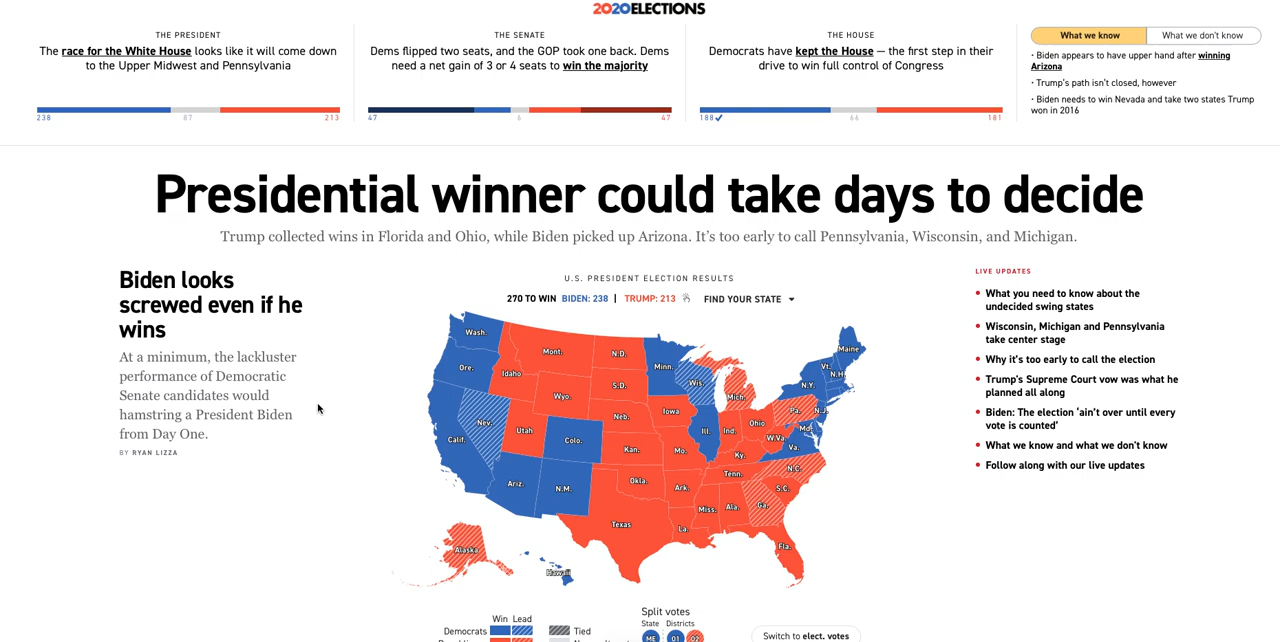 2020ELECTIONS
THE PRESIDENT
The race for the White House looks like it will come down
to the Upper Midwest and Pennsylvania
238
87
213
THE SENATE
Dems flipped two seats, and the GOP took one back. Dems
need a net gain of 3 or 4 seats to win the majority
47
6
47
THE HOUSE
Democrats have kept the House — the first step in their
drive to win full control of Congress
188✔
66
181
What we know
What we don't know
· Biden appears to have upper hand after winning
Arizona
· Trump's path isn't closed, however
· Biden needs to win Nevada and take two states Trump
won in 2016
Presidential winner could take days to decide
Trump collected wins in Florida and Ohio, while Biden picked up Arizona. It's too early to call Pennsylvania, Wisconsin, and Michigan.
Biden looks
screwed even if he
wins
At a minimum, the lackluster
performance of Democratic
Senate candidates would
hamstring a President Biden
from Day One.
BY RYAN LIZZA
U.S. PRESIDENT ELECTION RESULTS
270 TO WIN BIDEN: 238 | TRUMP: 213 FIND YOUR STATE
Wash.
Ore.
Calif.
Nev.
Idaho
Mont.
Wyo.
Utah
Ariz.
Colo.
N.M.
N.D.
S.D.
Neb.
Kan.
Okla.
Texas
Minn.
Iowa
Mo.
Ark.
La.
Wis.
Ill.
Mich.
Ind.
Ohio
Ky.
Tenn.
Miss.
Ala.
Ga.
Fla.
S.C.
N.C.
Va.
W.Va.
Pa.
N.Y.
N.J.
Md.
Vt.
N.H.
Maine
Alaska
Hawaii
Win Lead
Democrats
Tied
Split votes
State Districts
ME 01 02
Switch to elect. votes
LIVE UPDATES
• What you need to know about the
undecided swing states
• Wisconsin, Michigan and Pennsylvania
take center stage
• Why it's too early to call the election
• Trump's Supreme Court vow was what he
planned all along
• Biden: The election 'ain't over until every
vote is counted'
• What we know and what we don't know
• Follow along with our live updates